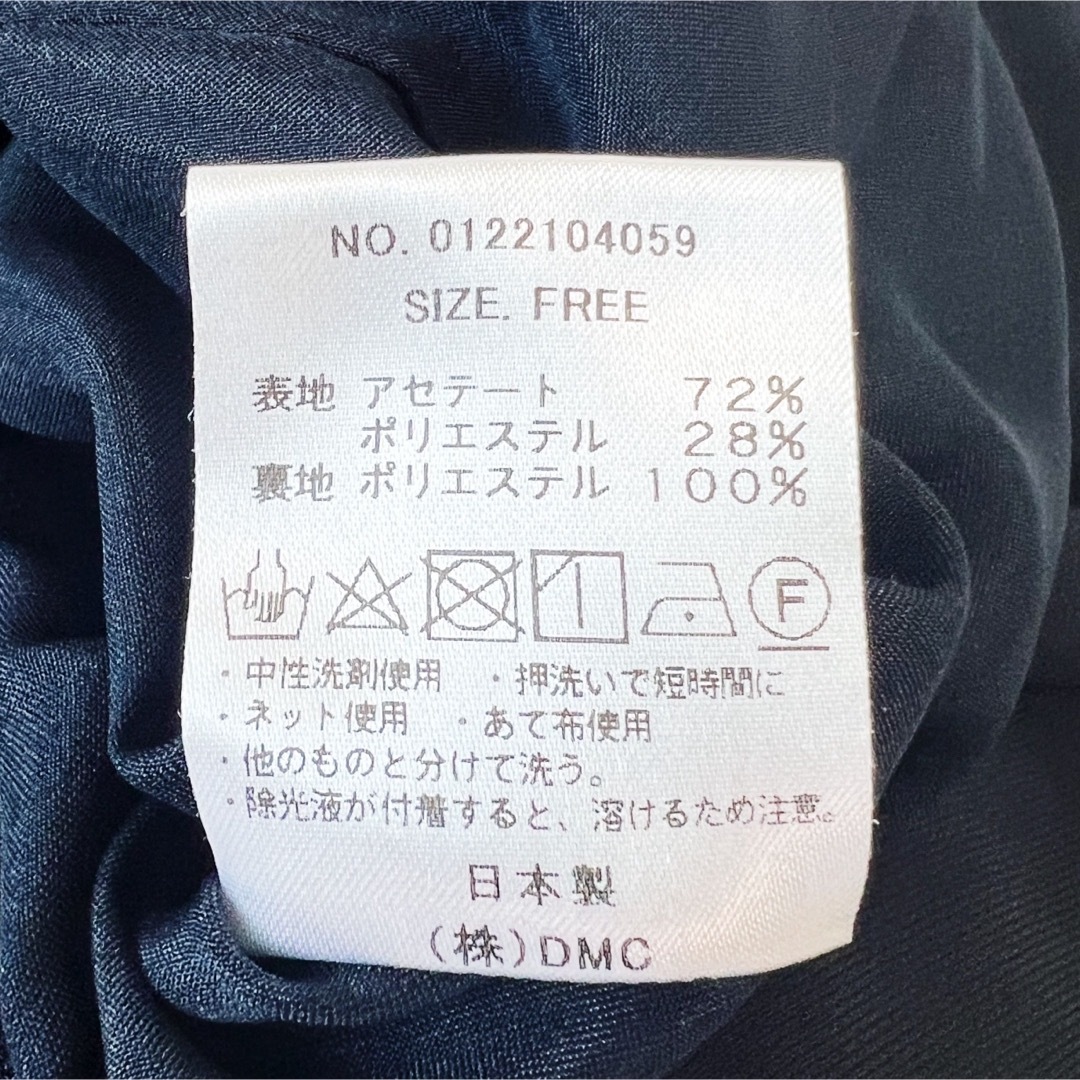 NO. 0122104059
SIZE. FREE
表地 アセテート 72%
ポリエステル 28%
裏地 ポリエステル 100%
F
・中性洗剤使用 ・押洗いで短時間に
・ネット使用 ・あて布使用
・他のものと分けて洗う。
・除光液が付着すると、溶けるため注意。
日本製
(株)DMC